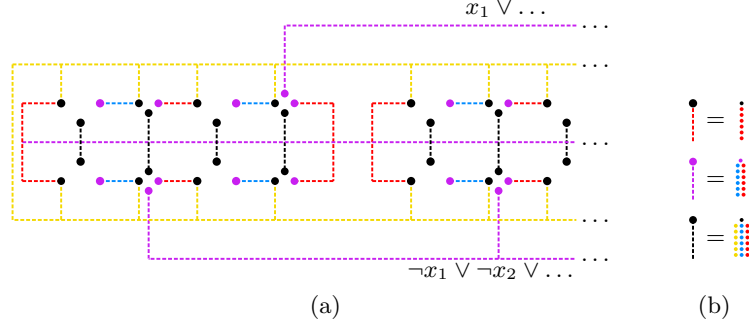 x₁ ∨ ...
...
...
...
=
=
...
=
...
¬x₁ ∨ ¬x₂ ∨ ...
(a)
(b)